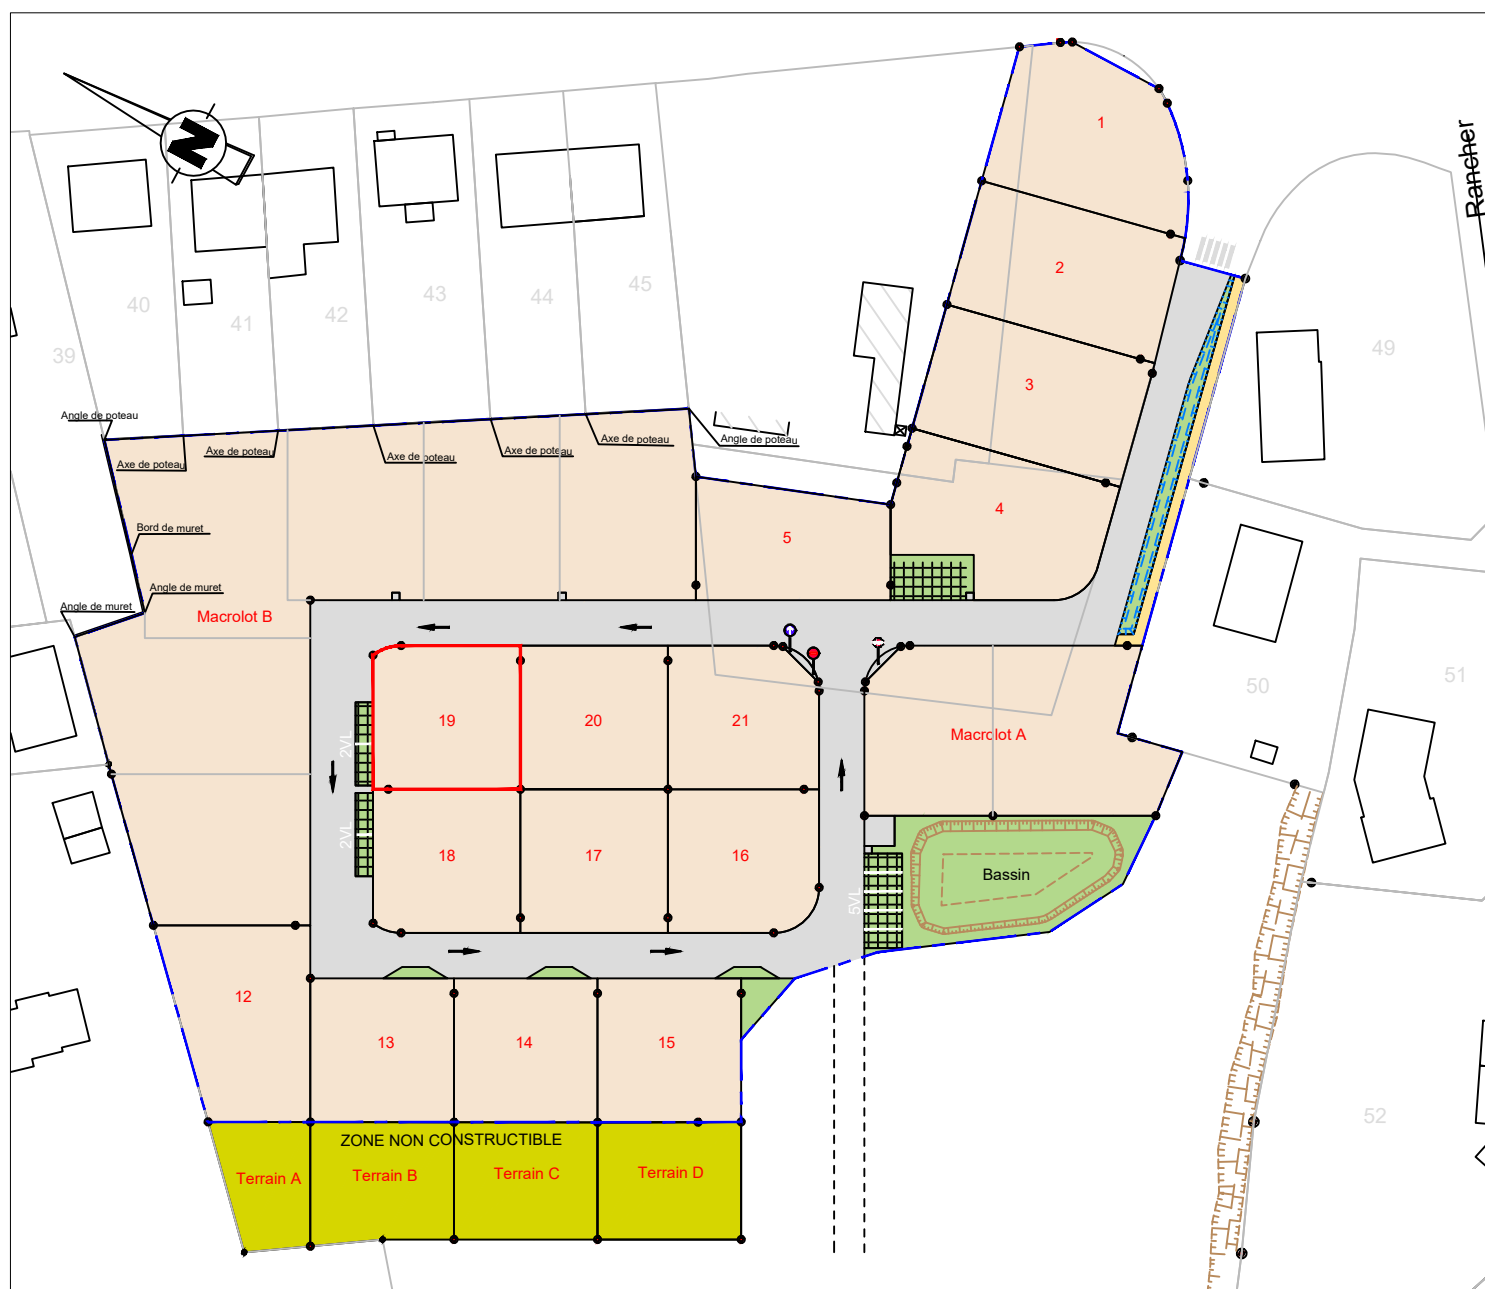 N
Rancher
1
2
3
4
5
39
40
41
42
43
44
45
49
50
51
52
Angle de poteau
Axe de poteau
Axe de poteau
Axe de poteau
Axe de poteau
Axe de poteau
Angle de poteau
Bord de muret
Angle de muret
Angle de muret
Macrolot B
19
20
21
Macrolot A
2VL
2VL
18
17
16
5VL
Bassin
12
13
14
15
ZONE NON CONSTRUCTIBLE
Terrain A
Terrain B
Terrain C
Terrain D